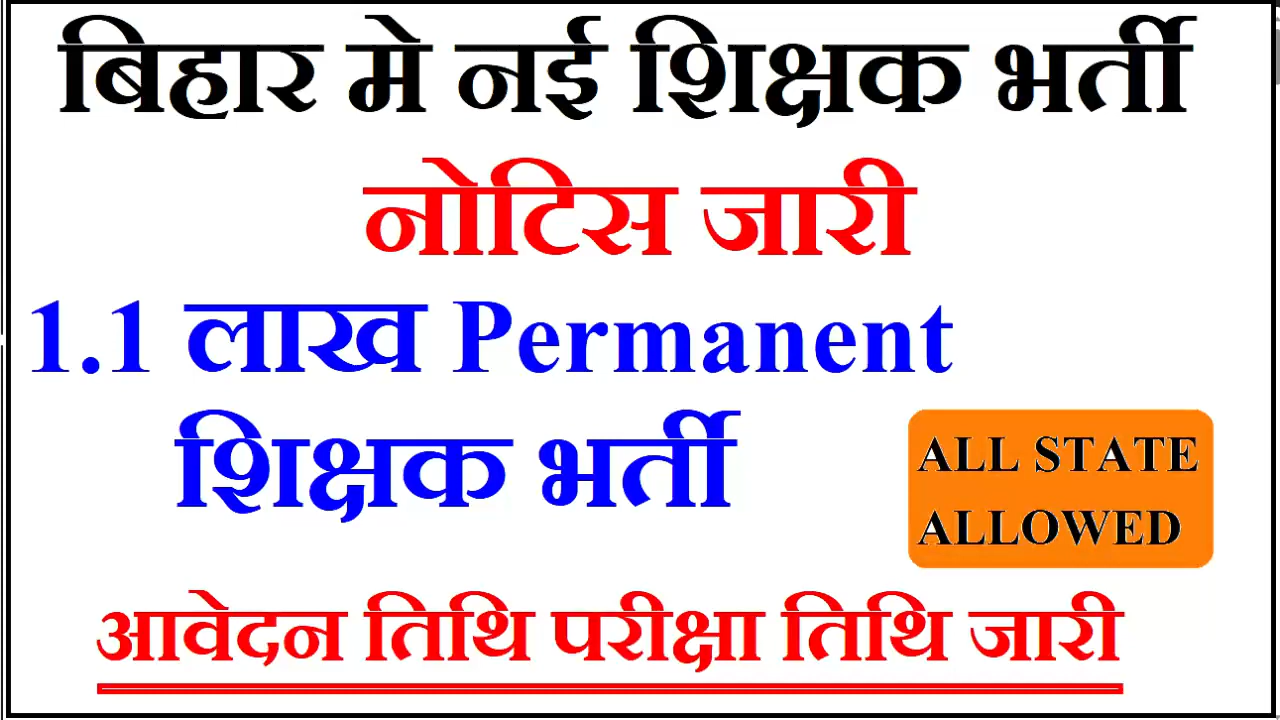 बिहार मे नई शिक्षक भर्ती
नोटिस जारी
1.1 लाख Permanent
शिक्षक भर्ती
ALL STATE
ALLOWED
आवेदन तिथि परीक्षा तिथि जारी